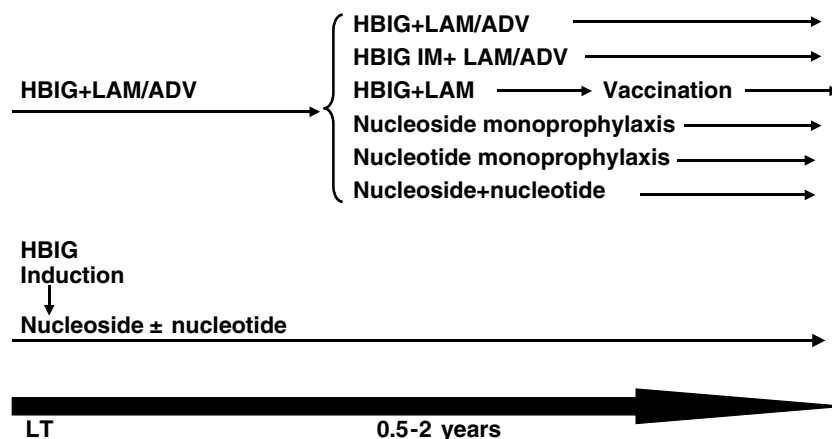 HBIG+LAM/ADV
HBIG+LAM/ADV
HBIG IM+ LAM/ADV
HBIG+LAM
Vaccination
Nucleoside monoprophylaxis
Nucleotide monoprophylaxis
Nucleoside+nucleotide
HBIG
Induction
Nucleoside ± nucleotide
LT
0.5-2 years